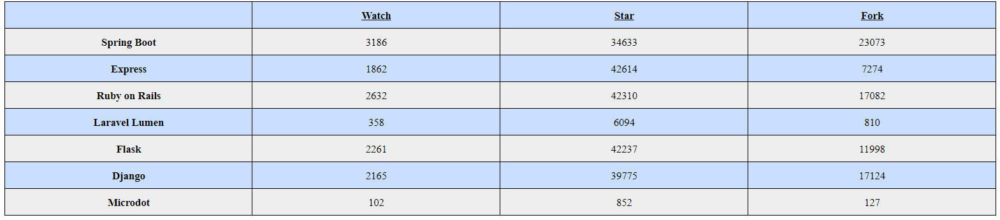 Watch Star Fork
Spring Boot 3186 34633 23073
Express 1862 42614 7274
Ruby on Rails 2632 42310 17082
Laravel Lumen 358 6094 810
Flask 2261 42237 11998
Django 2165 39775 17124
Microdot 102 852 127